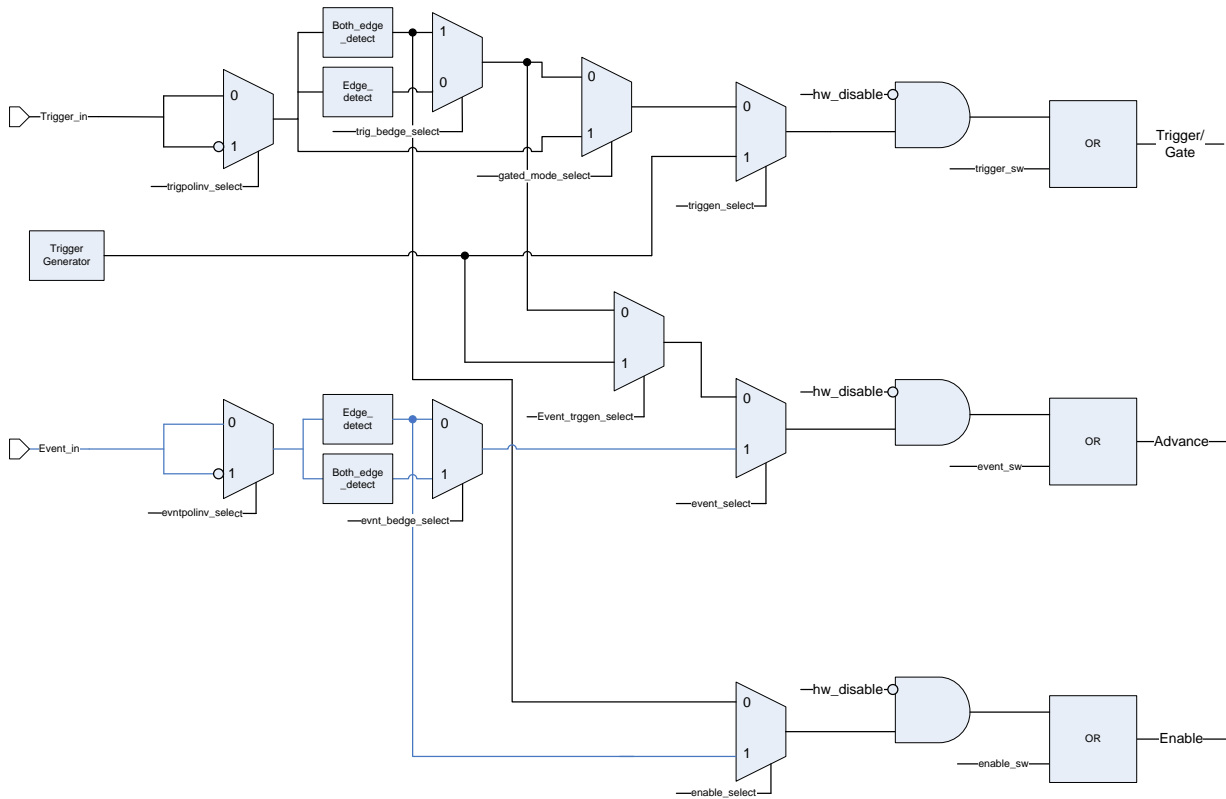 Both_edge
_detect
1
0
Edge_
detect
0
1
trig_bedge_select
Trigger_in
0
1
trigpolinv_select
gated_mode_select
0
1
triggen_select
hw_disable
trigger_sw
OR
Trigger/
Gate
Trigger
Generator
0
1
Event_trggen_select
Edge_
detect
Both_edge
_detect
0
1
evnt_bedge_select
Event_in
0
1
evntpolinv_select
0
1
event_select
hw_disable
event_sw
OR
Advance
0
1
enable_select
hw_disable
enable_sw
OR
Enable